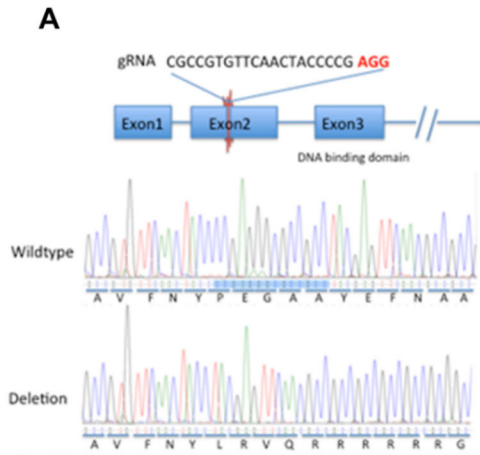 A
gRNA CGCCGTGTTCAACTACCCCG AGG
Exon1 Exon2 Exon3
DNA binding domain
Wildtype
A V F N Y P E G A A Y E F N A A
Deletion
A V F N Y L R V Q R R R R R R G